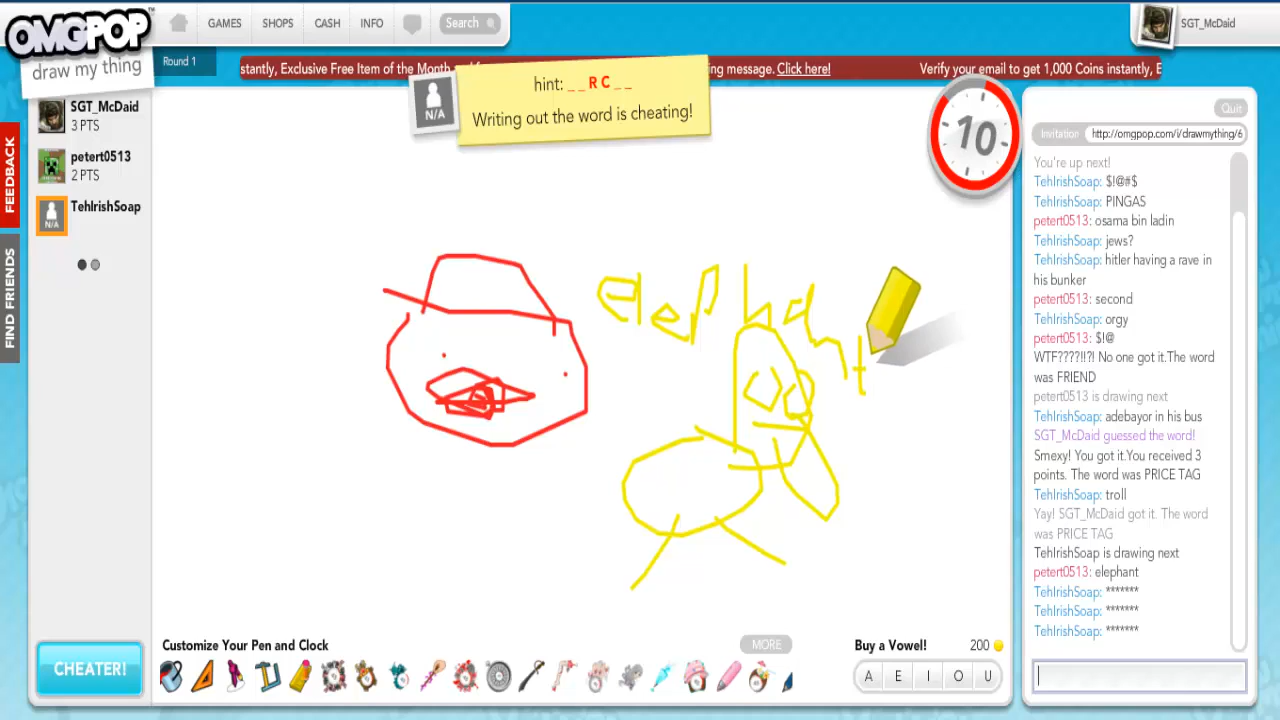 OMGPOP
draw my thing
GAMES
SHOPS
CASH
INFO
Search
SGT_McDaid
Round 1
instantly, Exclusive Free Item of the Month
ng message. Click here!
Verify your email to get 1,000 Coins instantly, E
N/A
hint: _ _ R C _ _
Writing out the word is cheating!
10
FEEDBACK
FIND FRIENDS
SGT_McDaid
3 PTS
petert0513
2 PTS
N/A
TehIrishSoap
elephant
Quit
Invitation http://omgpop.com/i/drawmything/6
You're up next!
TehIrishSoap: $!@#$
TehIrishSoap: PINGAS
petert0513: osama bin ladin
TehIrishSoap: jews?
TehIrishSoap: hitler having a rave in
his bunker
petert0513: second
TehIrishSoap: orgy
petert0513: $!@
WTF????!!?! No one got it.The word
was FRIEND
petert0513 is drawing next
TehIrishSoap: adebayor in his bus
SGT_McDaid guessed the word!
Smexy! You got it.You received 3
points. The word was PRICE TAG
TehIrishSoap: troll
Yay! SGT_McDaid got it. The word
was PRICE TAG
TehIrishSoap is drawing next
petert0513: elephant
TehIrishSoap: *******
TehIrishSoap: *******
TehIrishSoap: *******
CHEATER!
Customize Your Pen and Clock
MORE
Buy a Vowel! 200
A E I O U